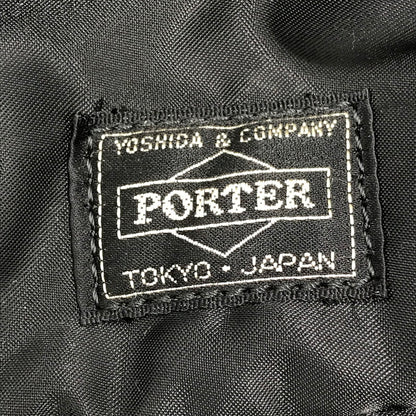 YOSHIDA & COMPANY
PORTER
TOKYO · JAPAN